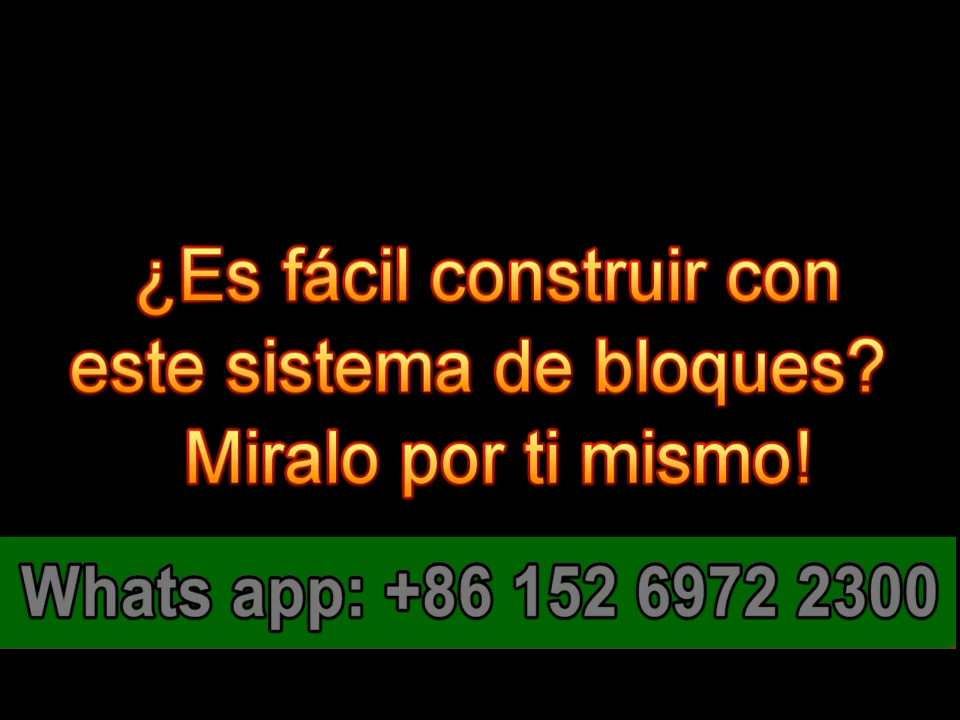 ¿Es fácil construir con
este sistema de bloques?
Miralo por ti mismo!
Whats app: +86 152 6972 2300